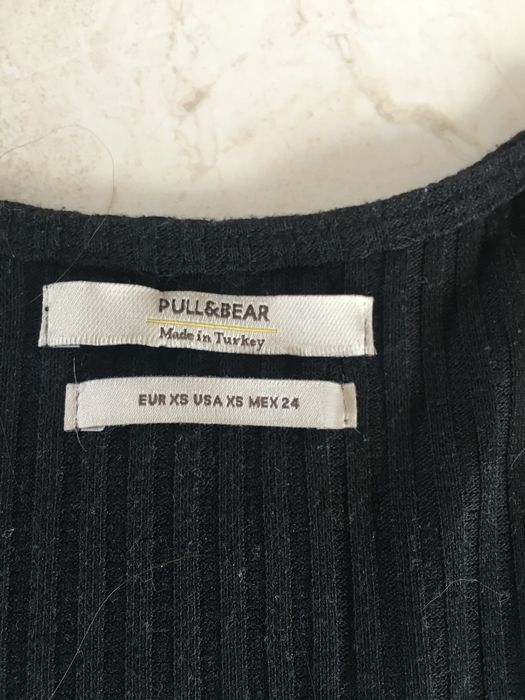 PULL&BEAR
Made in Turkey
EUR XS USA XS MEX 24